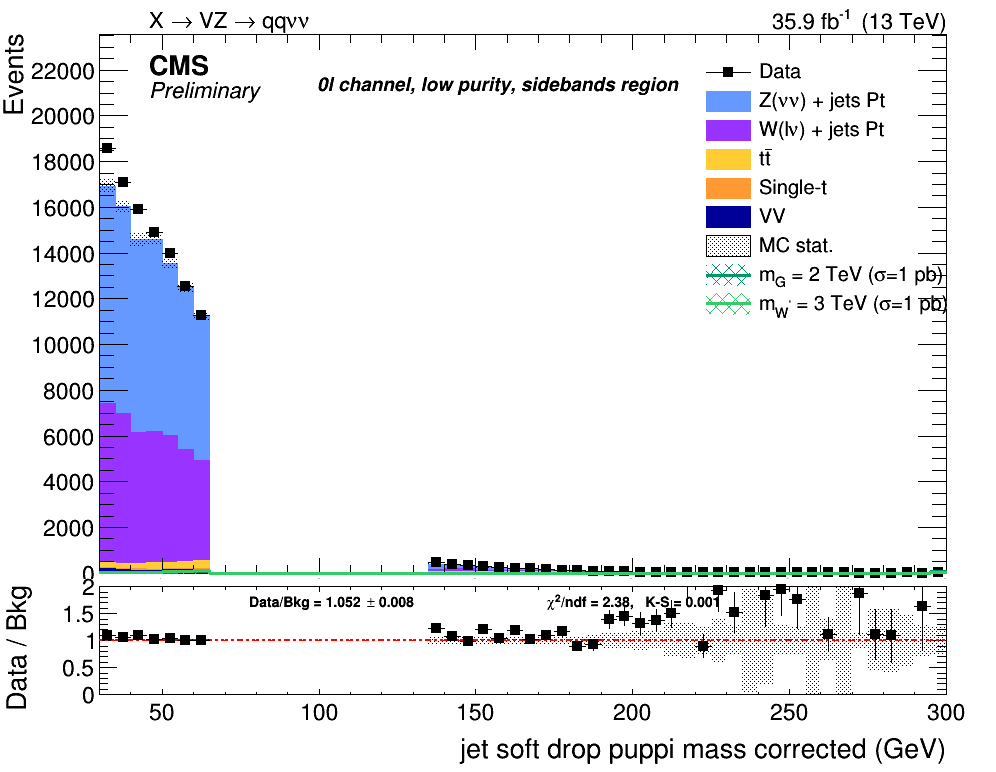 X → VZ → qqνν
35.9 fb⁻¹ (13 TeV)
CMS
Preliminary
0l channel, low purity, sidebands region
Events
22000
20000
18000
16000
14000
12000
10000
8000
6000
4000
2000
0
Data
Z(νν) + jets Pt
W(lν) + jets Pt
tt̄
Single-t
VV
MC stat.
m_G = 2 TeV (σ=1 pb)
m_W' = 3 TeV (σ=1 pb)
Data / Bkg
2
1.5
1
0.5
0
Data/Bkg = 1.052 ± 0.008
χ²/ndf = 2.38, K-S = 0.001
50
100
150
200
250
300
jet soft drop puppi mass corrected (GeV)